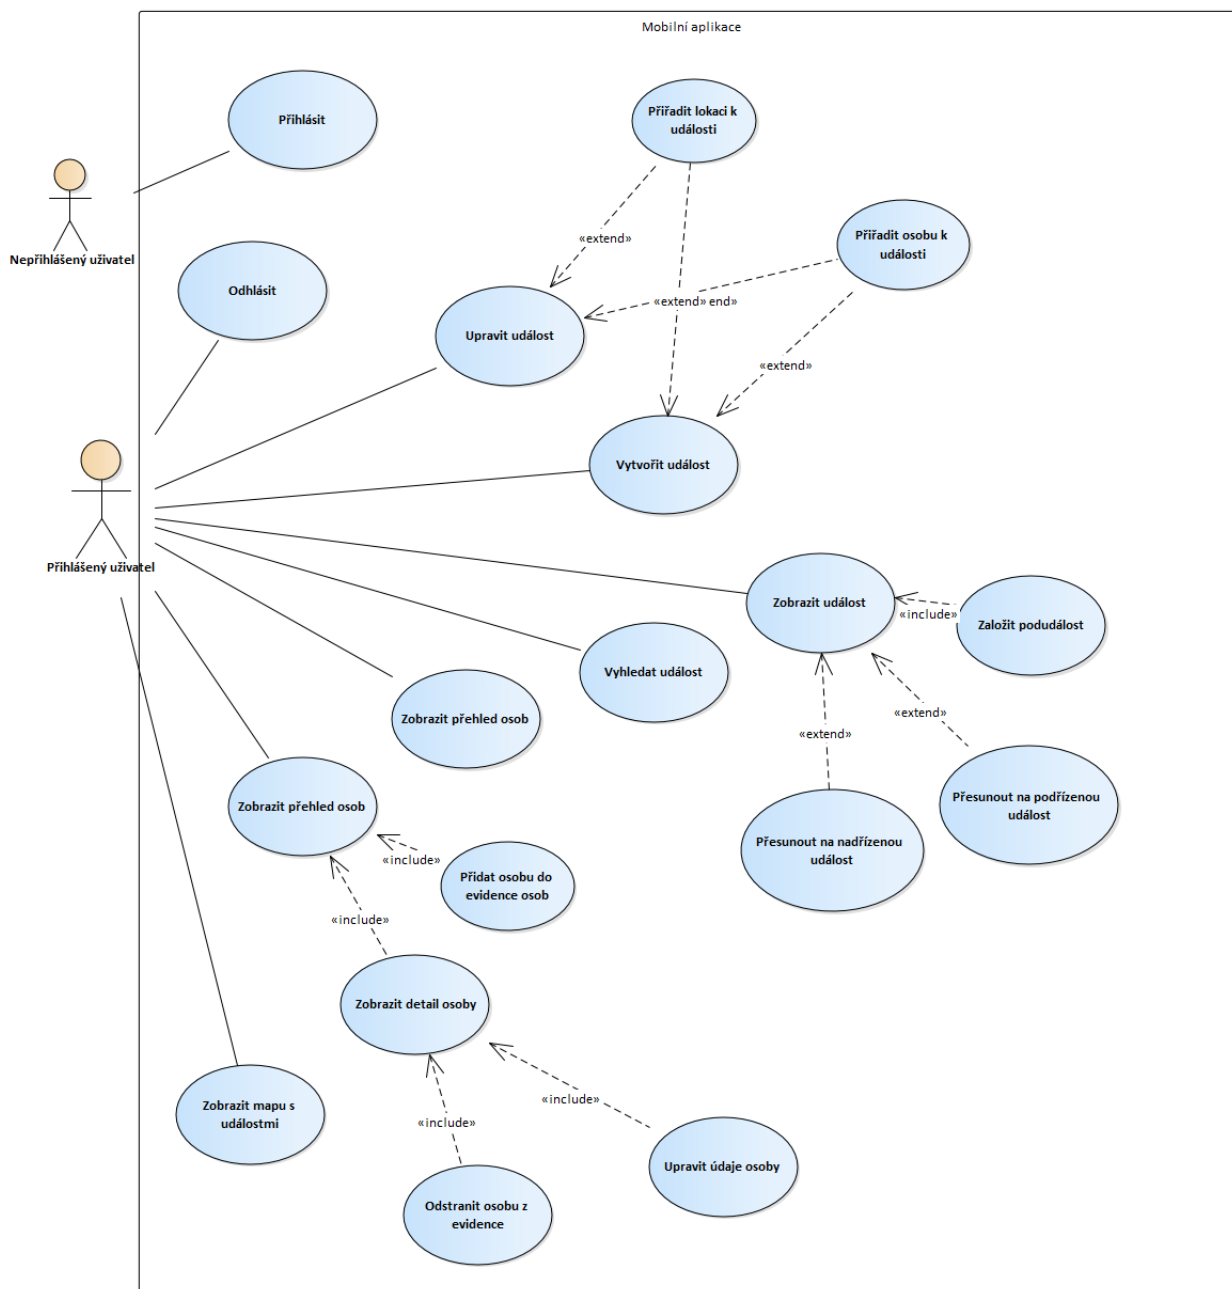 Mobilní aplikace
Přihlásit
Přiřadit lokaci k
události
Nepřihlášený uživatel
Přiřadit osobu k
události
«extend»
Odhlásit
«extend» end»
Upravit událost
«extend»
Vytvořit událost
Přihlášený uživatel
Zobrazit událost
«include»
Založit podudálost
Vyhledat událost
Zobrazit přehled osob
«extend»
«extend»
Zobrazit přehled osob
Přesunout na podřízenou
událost
Přesunout na nadřízenou
událost
«include»
Přidat osobu do
evidence osob
«include»
Zobrazit detail osoby
Zobrazit mapu s
událostmi
«include»
«include»
Upravit údaje osoby
Odstranit osobu z
evidence